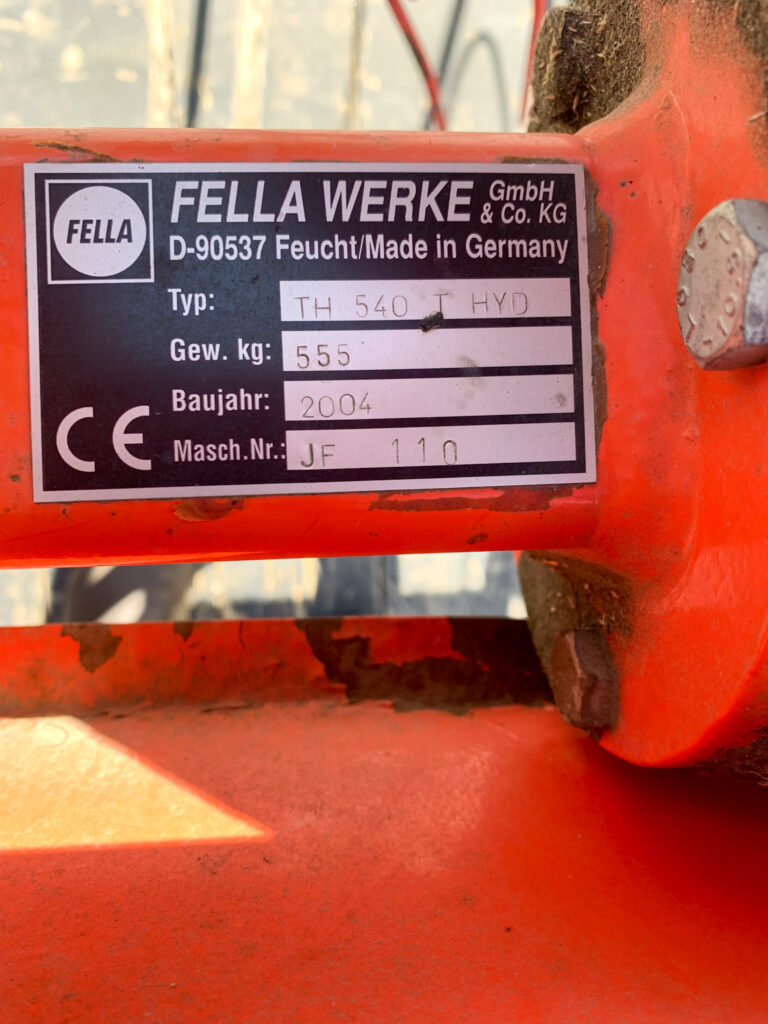 FELLA
FELLA WERKE GmbH & Co. KG
D-90537 Feucht/Made in Germany
Typ: TH 540 T HYD
Gew. kg: 555
Baujahr: 2004
CE
Masch.Nr.: JF 110